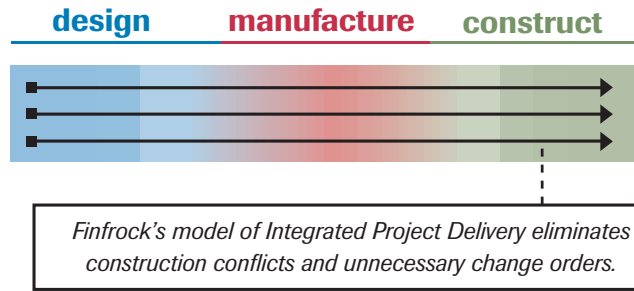 design manufacture construct
Finfrock's model of Integrated Project Delivery eliminates
construction conflicts and unnecessary change orders.